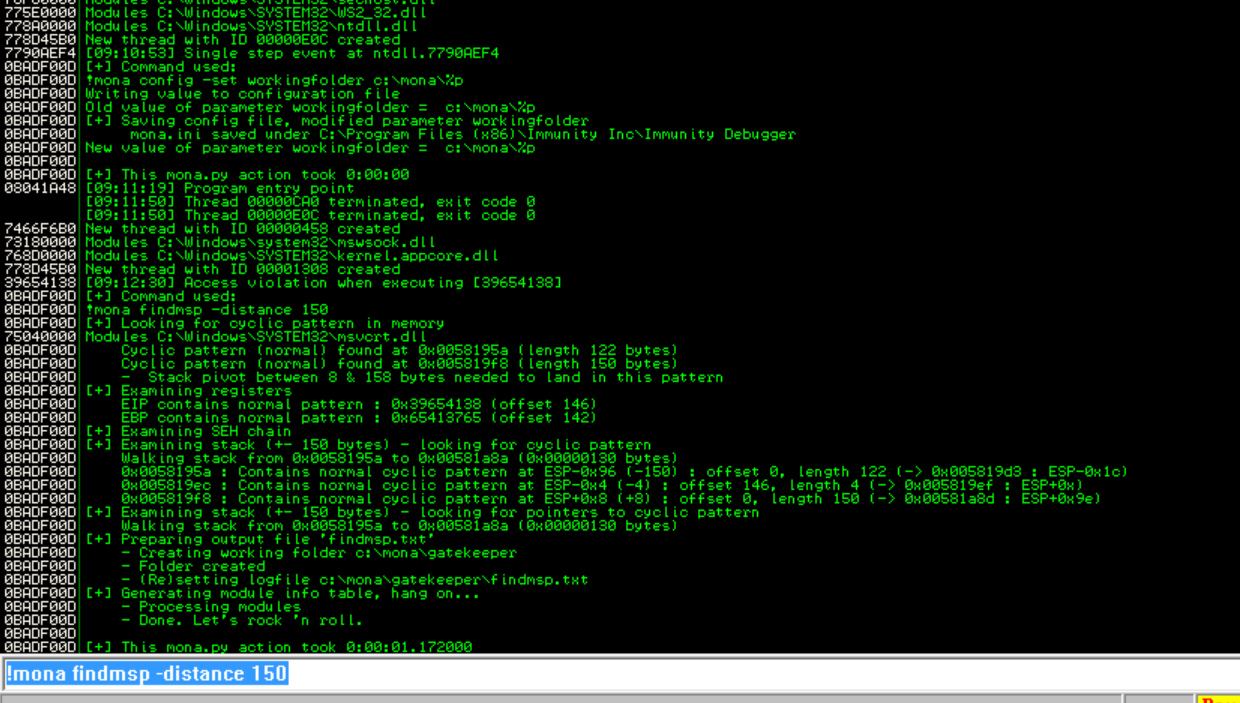 775E0000 Modules C:\Windows\SYSTEM32\WS2_32.dll
778A0000 Modules C:\Windows\SYSTEM32\ntdll.dll
778D45B0 New thread with ID 00000E0C created
7790AEF4 [09:10:53] Single step event at ntdll.7790AEF4
0BADF00D [+] Command used:
0BADF00D !mona config -set workingfolder c:\mona\%p
0BADF00D Writing value to configuration file
0BADF00D Old value of parameter workingfolder =  c:\mona\%p
0BADF00D [+] Saving config file, modified parameter workingfolder
0BADF00D      mona.ini saved under C:\Program Files (x86)\Immunity Inc\Immunity Debugger
0BADF00D New value of parameter workingfolder =  c:\mona\%p
0BADF00D
0BADF00D [+] This mona.py action took 0:00:00
08041A48 [09:11:19] Program entry point
[09:11:50] Thread 00000CA0 terminated, exit code 0
[09:11:50] Thread 00000E0C terminated, exit code 0
7466F6B0 New thread with ID 00000458 created
73180000 Modules C:\Windows\system32\mswsock.dll
768D0000 Modules C:\Windows\SYSTEM32\kernel.appcore.dll
778D45B0 New thread with ID 00001308 created
39654138 [09:12:30] Access violation when executing [39654138]
0BADF00D [+] Command used:
0BADF00D !mona findmsp -distance 150
0BADF00D [+] Looking for cyclic pattern in memory
75040000 Modules C:\Windows\SYSTEM32\msvcrt.dll
0BADF00D     Cyclic pattern (normal) found at 0x0058195a (length 122 bytes)
0BADF00D     Cyclic pattern (normal) found at 0x005819f8 (length 150 bytes)
0BADF00D     -  Stack pivot between 8 & 158 bytes needed to land in this pattern
0BADF00D [+] Examining registers
0BADF00D     EIP contains normal pattern : 0x39654138 (offset 146)
0BADF00D     EBP contains normal pattern : 0x65413765 (offset 142)
0BADF00D [+] Examining SEH chain
0BADF00D [+] Examining stack (+- 150 bytes) - looking for cyclic pattern
0BADF00D     Walking stack from 0x0058195a to 0x00581a8a (0x00000130 bytes)
0BADF00D     0x0058195a : Contains normal cyclic pattern at ESP-0x96 (-150) : offset 0, length 122 (-> 0x005819d3 : ESP-0x1c)
0BADF00D     0x005819ec : Contains normal cyclic pattern at ESP-0x4 (-4) : offset 146, length 4 (-> 0x005819ef : ESP+0x)
0BADF00D     0x005819f8 : Contains normal cyclic pattern at ESP+0x8 (+8) : offset 0, length 150 (-> 0x00581a8d : ESP+0x9e)
0BADF00D [+] Examining stack (+- 150 bytes) - looking for pointers to cyclic pattern
0BADF00D     Walking stack from 0x0058195a to 0x00581a8a (0x00000130 bytes)
0BADF00D [+] Preparing output file 'findmsp.txt'
0BADF00D     - Creating working folder c:\mona\gatekeeper
0BADF00D     - Folder created
0BADF00D     - (Re)setting logfile c:\mona\gatekeeper\findmsp.txt
0BADF00D [+] Generating module info table, hang on...
0BADF00D     - Processing modules
0BADF00D     - Done. Let's rock 'n roll.
0BADF00D
0BADF00D [+] This mona.py action took 0:00:01.172000
!mona findmsp -distance 150